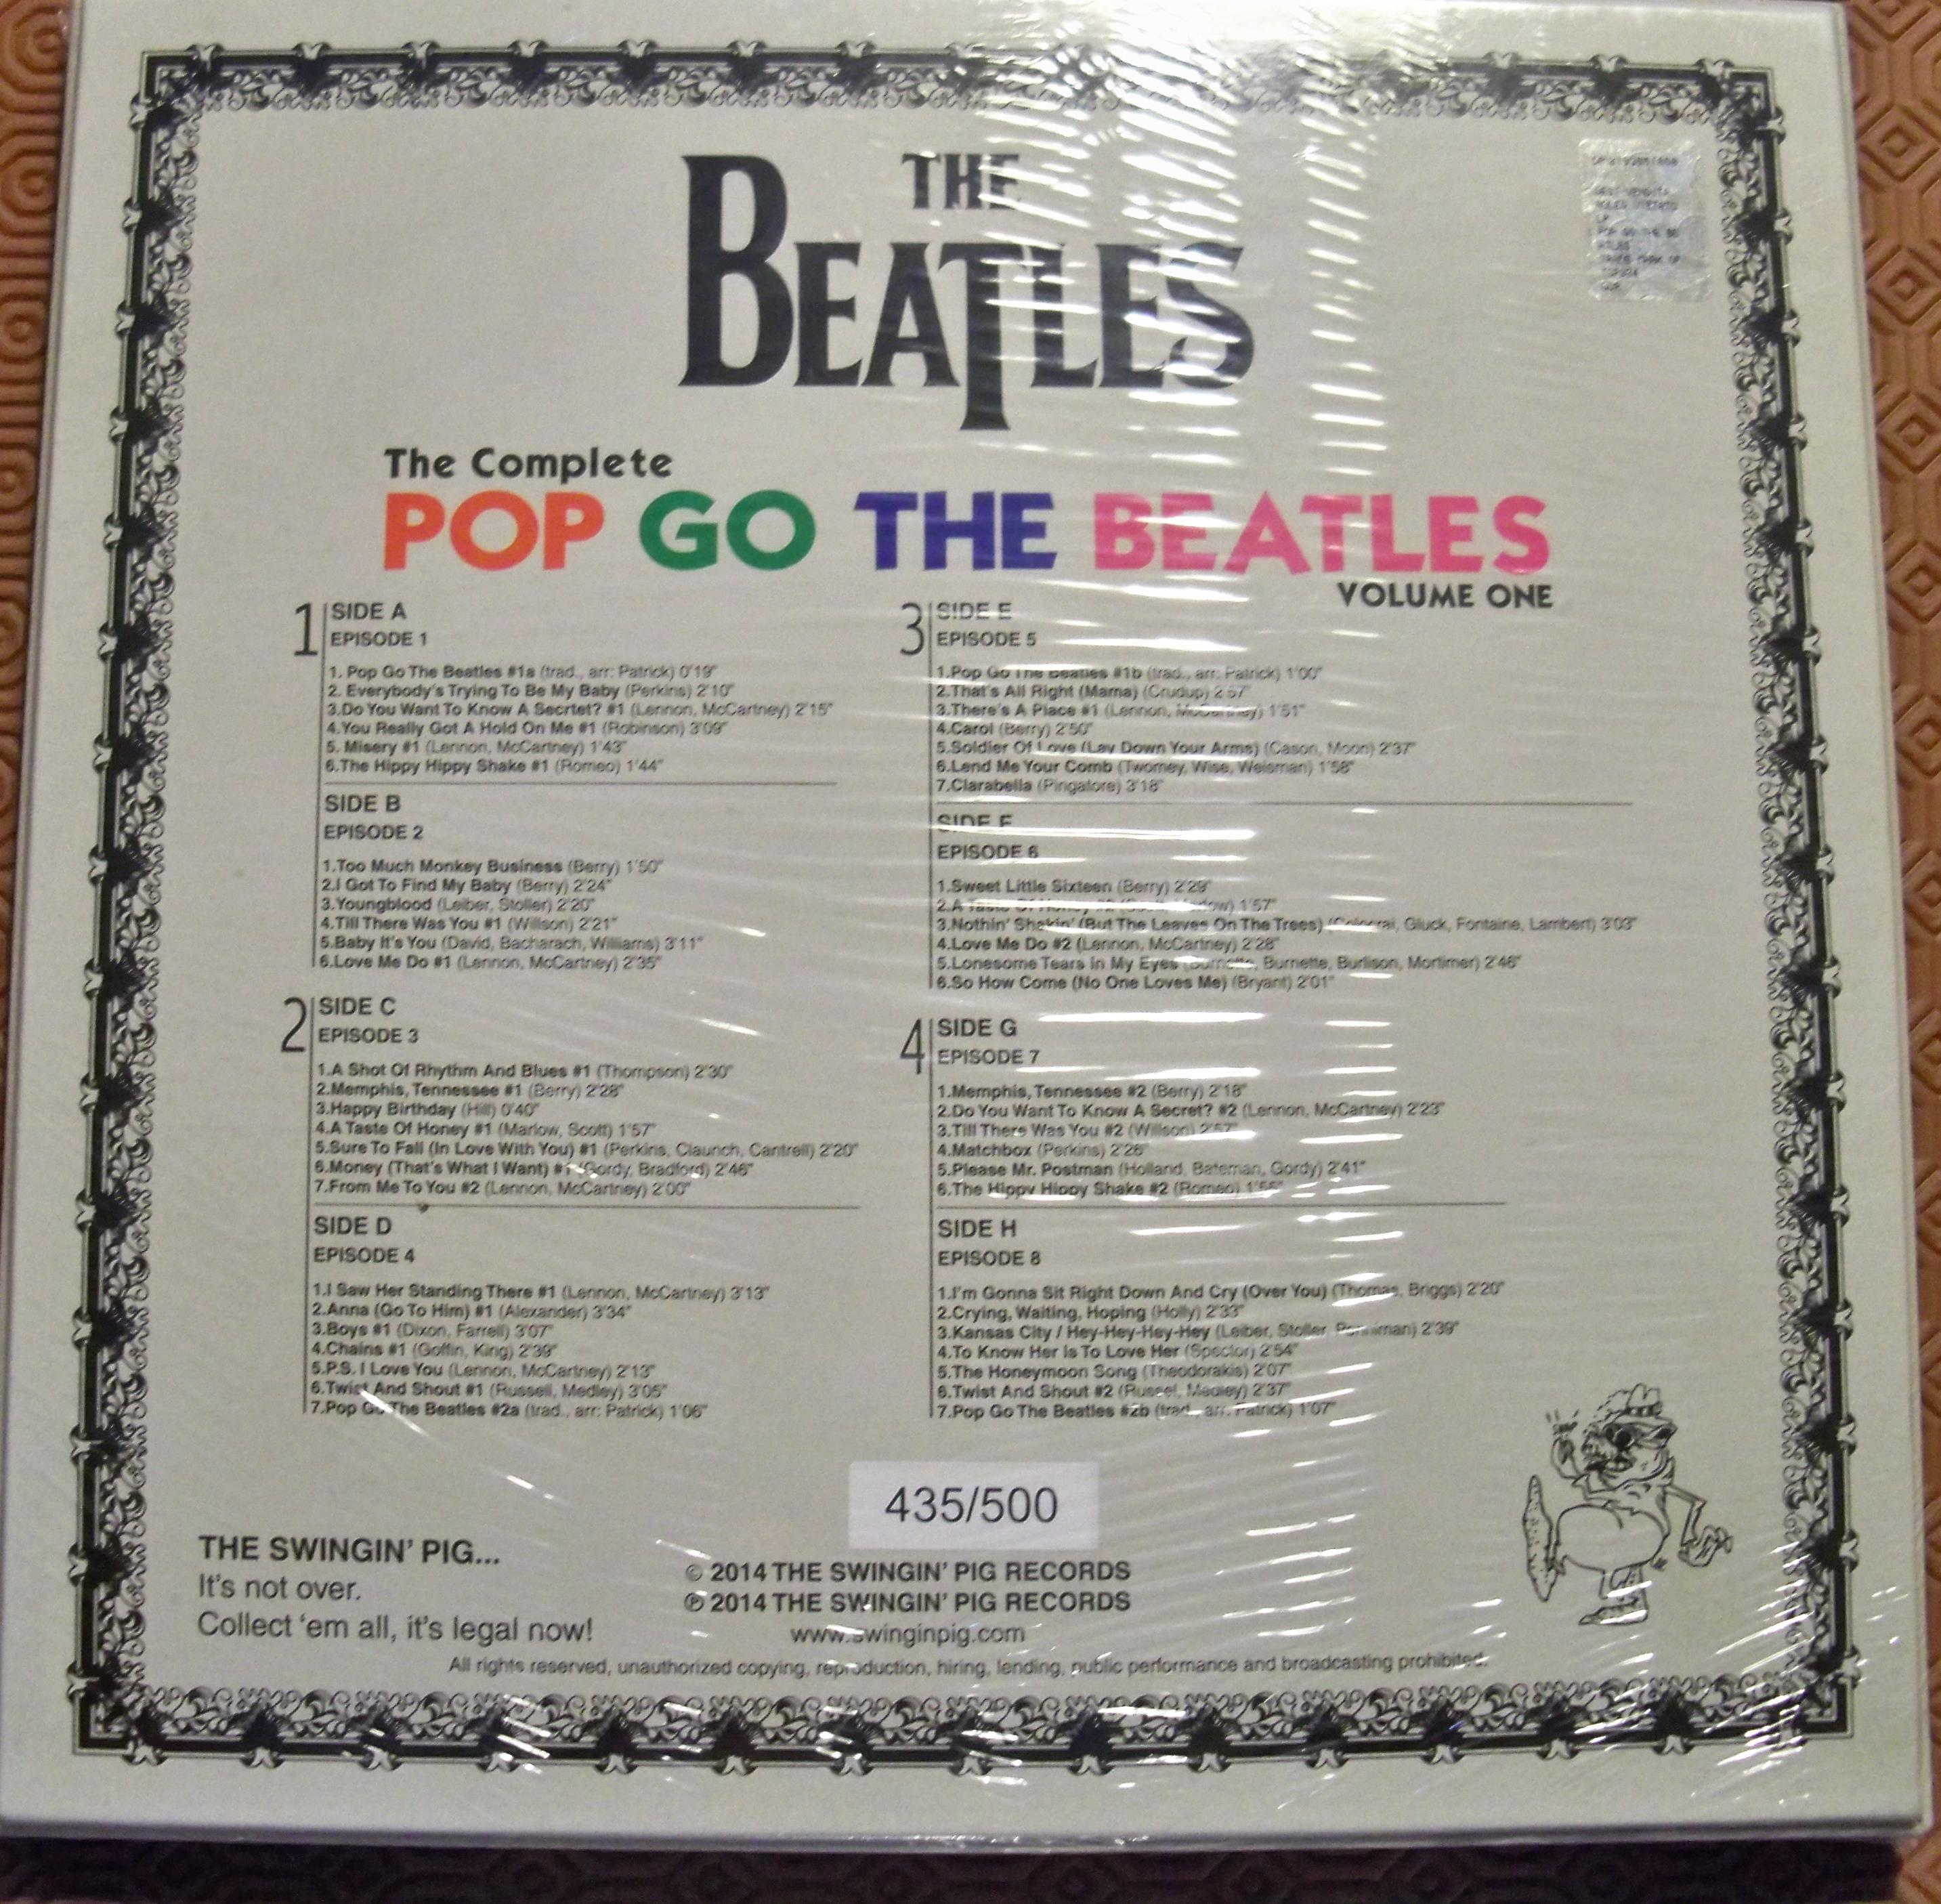 THE
BEATLES
The Complete
POP GO THE BEATLES
VOLUME ONE
1
SIDE A
EPISODE 1
1. Pop Go The Beatles #1a (trad., arr: Patrick) 0'19"
2. Everybody's Trying To Be My Baby (Perkins) 2'10"
3.Do You Want To Know A Secrtet? #1 (Lennon, McCartney) 2'15"
4.You Really Got A Hold On Me #1 (Robinson) 3'09"
5. Misery #1 (Lennon, McCartney) 1'43"
6.The Hippy Hippy Shake #1 (Romeo) 1'44"
SIDE B
EPISODE 2
1.Too Much Monkey Business (Berry) 1'50"
2.I Got To Find My Baby (Berry) 2'24"
3.Youngblood (Leiber, Stoller) 2'20"
4.Till There Was You #1 (Willson) 2'21"
5.Baby It's You (David, Bacharach, Williams) 3'11"
6.Love Me Do #1 (Lennon, McCartney) 2'35"
2
SIDE C
EPISODE 3
1.A Shot Of Rhythm And Blues #1 (Thompson) 2'30"
2.Memphis, Tennessee #1 (Berry) 2'28"
3.Happy Birthday (Hill) 0'40"
4.A Taste Of Honey #1 (Marlow, Scott) 1'57"
5.Sure To Fall (In Love With You) #1 (Perkins, Claunch, Cantrell) 2'20"
6.Money (That's What I Want) #1 (Gordy, Bradford) 2'46"
7.From Me To You #2 (Lennon, McCartney) 2'00"
SIDE D
EPISODE 4
1.I Saw Her Standing There #1 (Lennon, McCartney) 3'13"
2.Anna (Go To Him) #1 (Alexander) 3'34"
3.Boys #1 (Dixon, Farrell) 3'07"
4.Chains #1 (Goffin, King) 2'39"
5.P.S. I Love You (Lennon, McCartney) 2'13"
6.Twist And Shout #1 (Russell, Medley) 3'05"
7.Pop Go The Beatles #2a (trad., arr: Patrick) 1'06"
3
SIDE E
EPISODE 5
1.Pop Go The Beatles #1b (trad., arr: Patrick) 1'00"
2.That's All Right (Mama) (Crudup) 2'57"
3.There's A Place #1 (Lennon, McCartney) 1'51"
4.Carol (Berry) 2'50"
5.Soldier Of Love (Lay Down Your Arms) (Cason, Moon) 2'37"
6.Lend Me Your Comb (Twomey, Wise, Weisman) 1'58"
7.Clarabella (Pingatore) 3'18"
SIDE F
EPISODE 6
1.Sweet Little Sixteen (Berry) 2'29"
2.A Taste Of Honey #2 (Scott, Marlow) 1'57"
3.Nothin' Shakin' (But The Leaves On The Trees) Gluck, Fontaine, Lambert) 3'03"
4.Love Me Do #2 (Lennon, McCartney) 2'28"
5.Lonesome Tears In My Eyes (Burnette, Burnette, Burlison, Mortimer) 2'46"
6.So How Come (No One Loves Me) (Bryant) 2'01"
4
SIDE G
EPISODE 7
1.Memphis, Tennessee #2 (Berry) 2'18"
2.Do You Want To Know A Secret? #2 (Lennon, McCartney) 2'23"
3.Till There Was You #2 (Willson) 2'57"
4.Matchbox (Perkins) 2'26"
5.Please Mr. Postman (Holland, Bateman, Gordy) 2'41"
6.The Hippy Hippy Shake #2 (Romeo) 1'55"
SIDE H
EPISODE 8
1.I'm Gonna Sit Right Down And Cry (Over You) (Thomas, Briggs) 2'20"
2.Crying, Waiting, Hoping (Holly) 2'33"
3.Kansas City / Hey-Hey-Hey-Hey (Leiber, Stoller, Penniman) 2'39"
4.To Know Her Is To Love Her (Spector) 2'54"
5.The Honeymoon Song (Theodorakis) 2'07"
6.Twist And Shout #2 (Russel, Medley) 2'37"
7.Pop Go The Beatles #2b (trad., arr: Patrick) 1'07"
435/500
THE SWINGIN' PIG...
It's not over.
Collect 'em all, it's legal now!
© 2014 THE SWINGIN' PIG RECORDS
℗ 2014 THE SWINGIN' PIG RECORDS
www.swinginpig.com
All rights reserved, unauthorized copying, reproduction, hiring, lending, public performance and broadcasting prohibited.